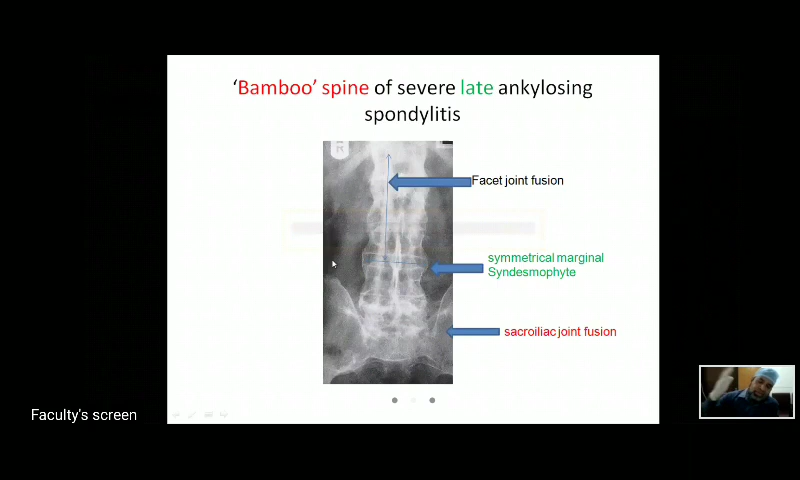 ‘Bamboo’ spine of severe late ankylosing
spondylitis
Facet joint fusion
symmetrical marginal
Syndesmophyte
sacroiliac joint fusion
Faculty's screen